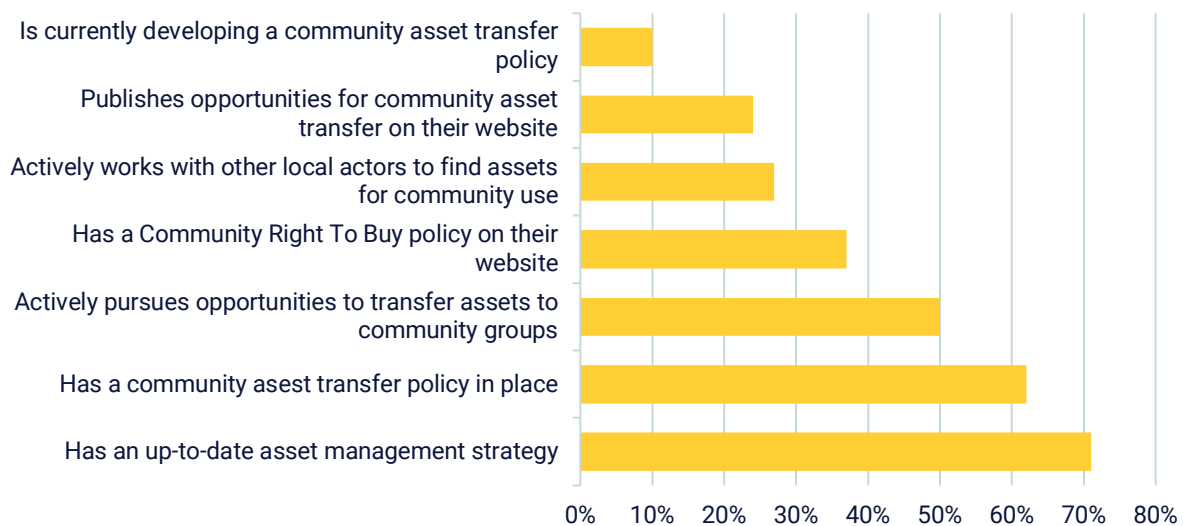 Is currently developing a community asset transfer
policy
Publishes opportunities for community asset
transfer on their website
Actively works with other local actors to find assets
for community use
Has a Community Right To Buy policy on their
website
Actively pursues opportunities to transfer assets to
community groups
Has a community asest transfer policy in place
Has an up-to-date asset management strategy
0% 10% 20% 30% 40% 50% 60% 70% 80%